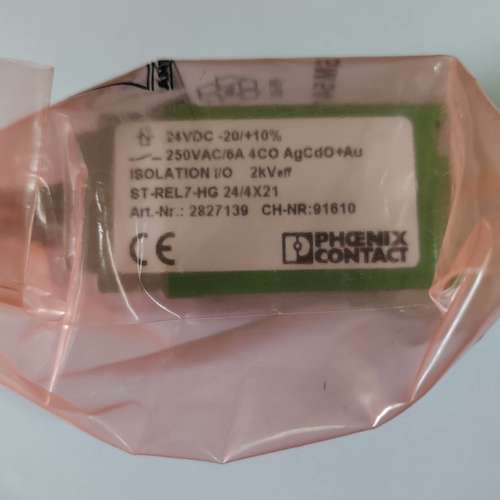 24VDC -20/+10%
250VAC/6A 4CO AgCdO+Au
ISOLATION I/O 2kVeff
ST-REL7-HG 24/4X21
Art.-Nr.: 2827139 CH-NR:91610
CE
PHŒNIX
CONTACT